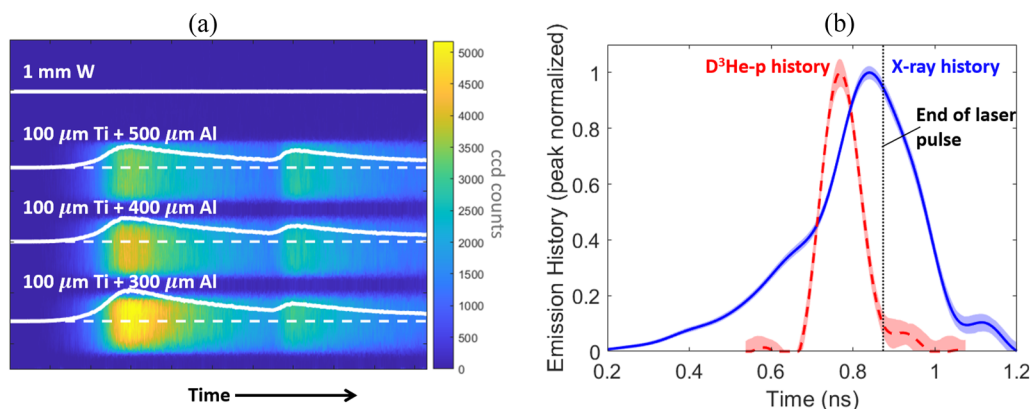 (a)
1 mm W
100 μm Ti + 500 μm Al
100 μm Ti + 400 μm Al
100 μm Ti + 300 μm Al
Time
5000
4500
4000
3500
3000
2500
2000
1500
1000
500
0
ccd counts
(b)
D³He-p history
X-ray history
End of laser
pulse
Emission History (peak normalized)
1
0.8
0.6
0.4
0.2
0
0.2
0.4
0.6
0.8
1
1.2
Time (ns)